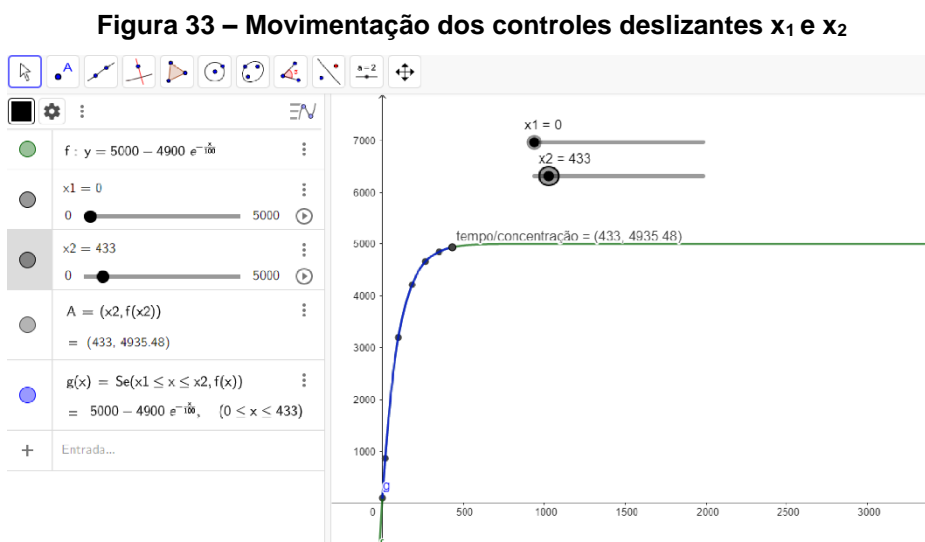 Figura 33 – Movimentação dos controles deslizantes x₁ e x₂
A
a=2
f : y = 5000 − 4900 e^(−x/100)
x1 = 0
0 5000
x2 = 433
0 5000
A = (x2, f(x2))
= (433, 4935.48)
g(x) = Se(x1 ≤ x ≤ x2, f(x))
= 5000 − 4900 e^(−x/100), (0 ≤ x ≤ 433)
+ Entrada...
x1 = 0
x2 = 433
tempo/concentração = (433, 4935.48)
7000
6000
5000
4000
3000
2000
1000
g
0 500 1000 1500 2000 2500 3000